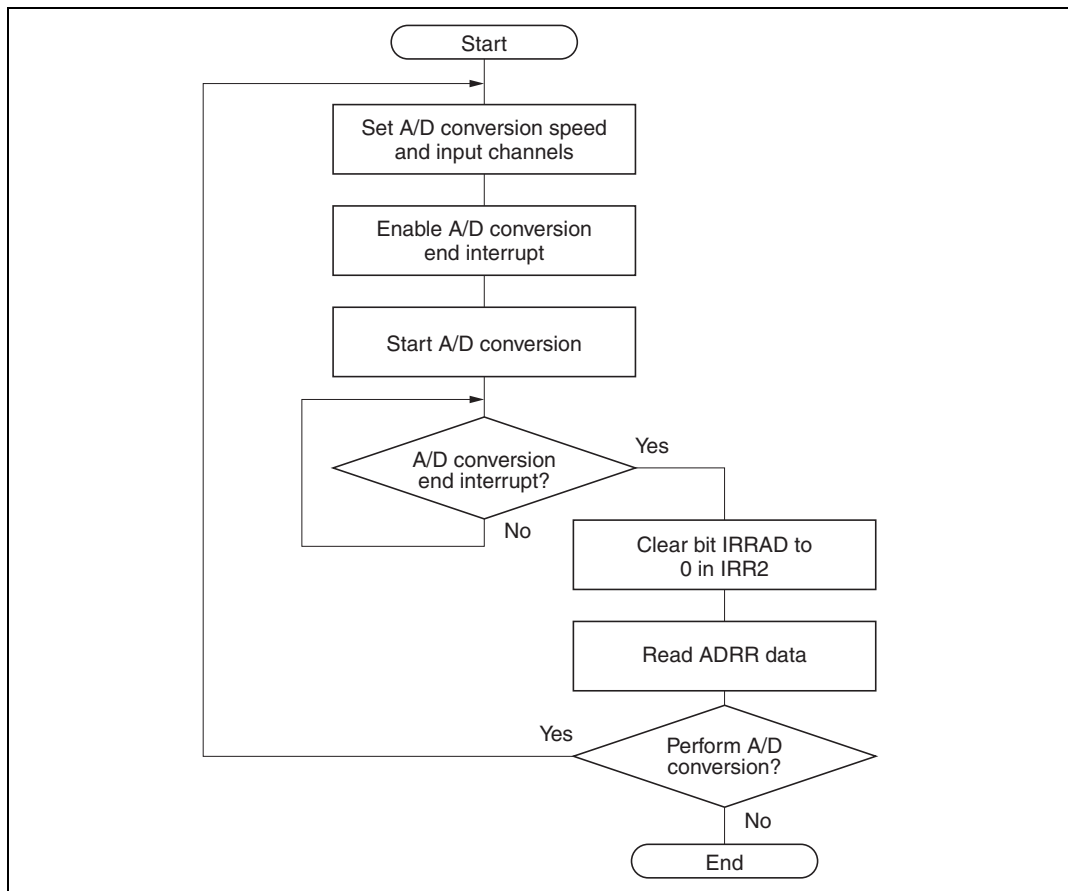 Start
Set A/D conversion speed
and input channels
Enable A/D conversion
end interrupt
Start A/D conversion
A/D conversion
end interrupt?
Yes
No
Clear bit IRRAD to
0 in IRR2
Read ADRR data
Perform A/D
conversion?
Yes
No
End